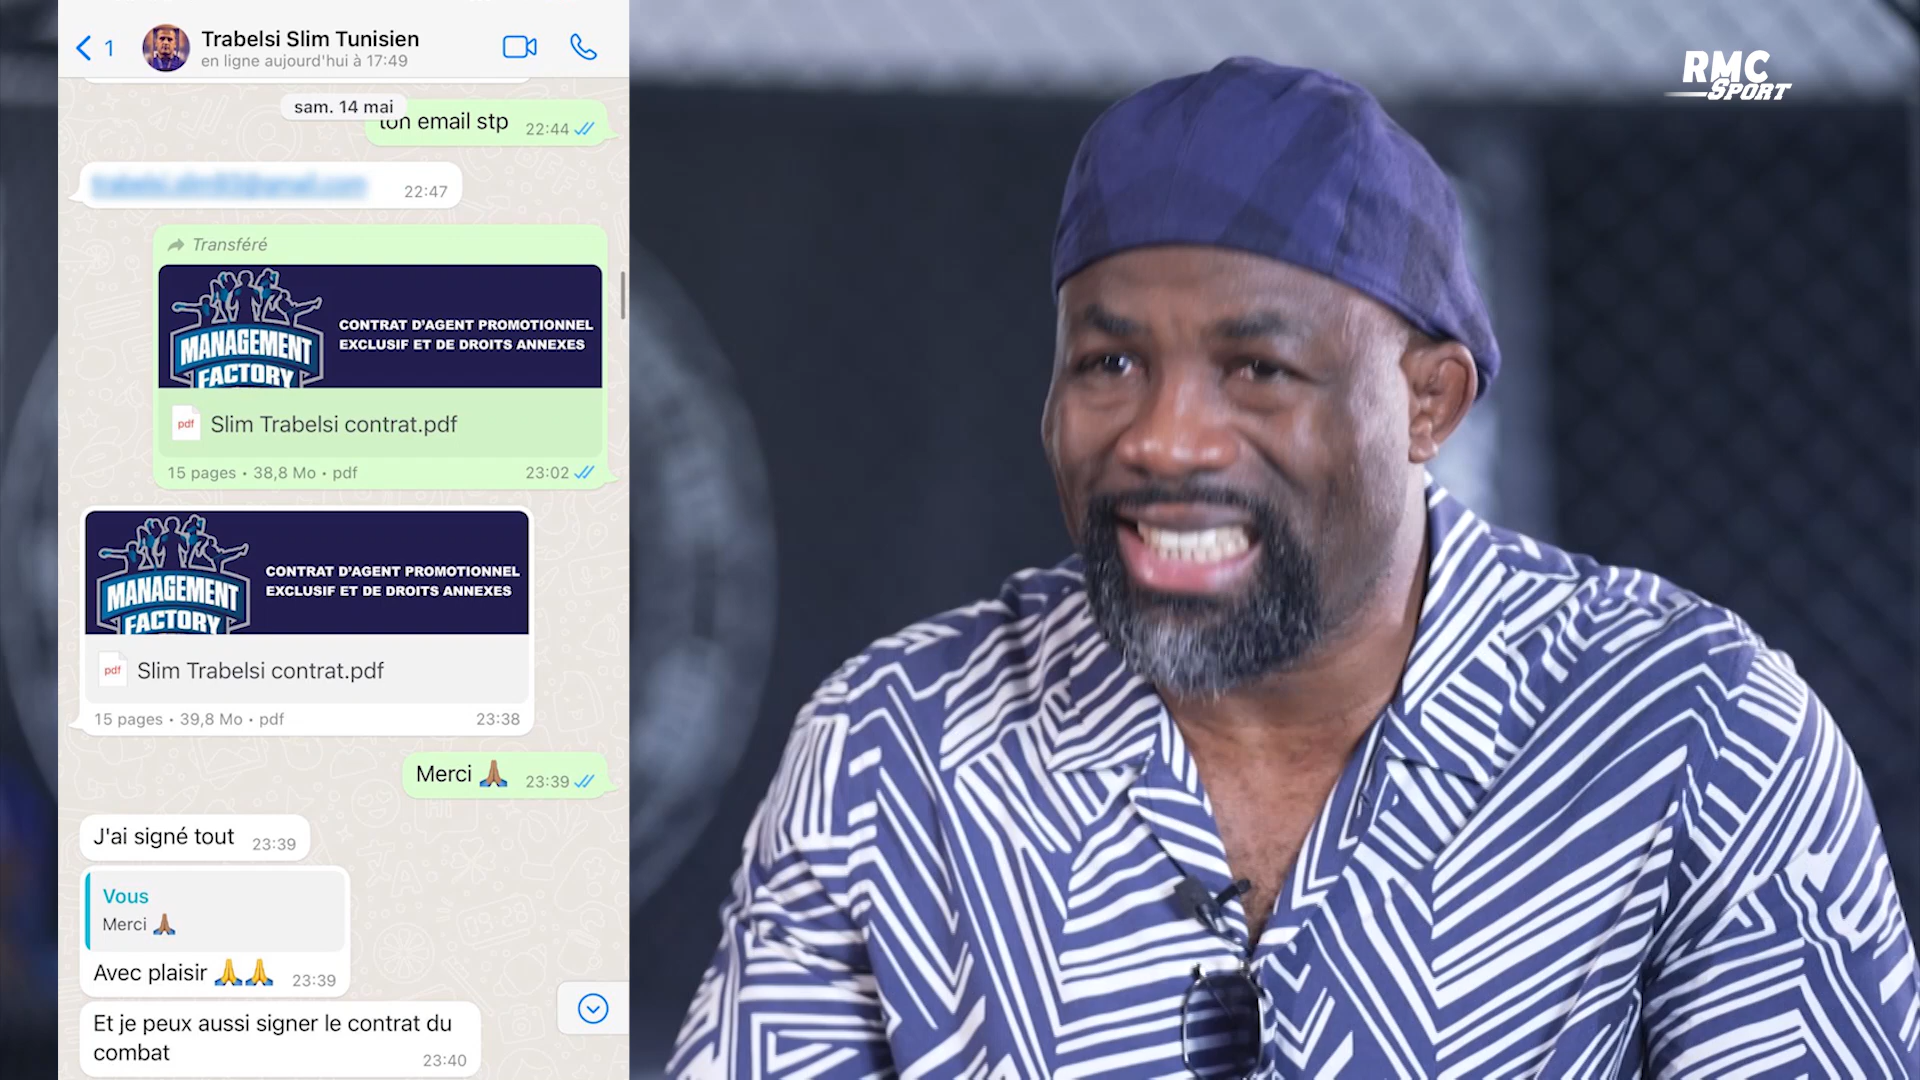 1
Trabelsi Slim Tunisien
en ligne aujourd'hui à 17:49
sam. 14 mai
ton email stp 22:44
22:47
Transféré
MANAGEMENT
FACTORY
CONTRAT D'AGENT PROMOTIONNEL
EXCLUSIF ET DE DROITS ANNEXES
pdf
Slim Trabelsi contrat.pdf
15 pages • 38,8 Mo • pdf 23:02
MANAGEMENT
FACTORY
CONTRAT D'AGENT PROMOTIONNEL
EXCLUSIF ET DE DROITS ANNEXES
pdf
Slim Trabelsi contrat.pdf
15 pages • 39,8 Mo • pdf 23:38
Merci 🙏🏽 23:39
J'ai signé tout 23:39
Vous
Merci 🙏🏽
Avec plaisir 🙏🙏 23:39
Et je peux aussi signer le contrat du
combat 23:40
RMC
SPORT